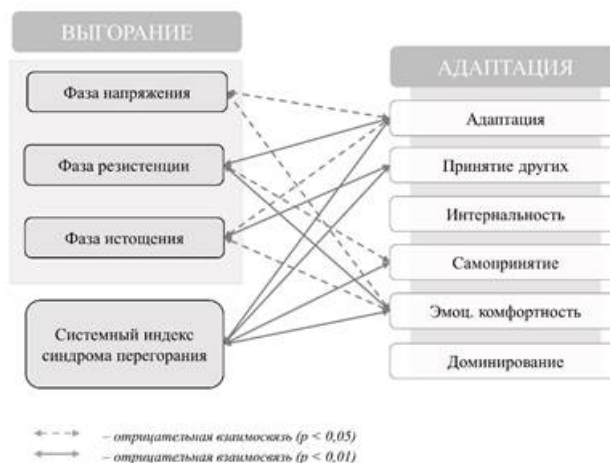 ВЫГОРАНИЕ
Фаза напряжения
Фаза резистенции
Фаза истощения
Системный индекс
синдрома перегорания
АДАПТАЦИЯ
Адаптация
Принятие других
Интернальность
Самопринятие
Эмоц. комфортность
Доминирование
– отрицательная взаимосвязь (p < 0,05)
– отрицательная взаимосвязь (p < 0,01)